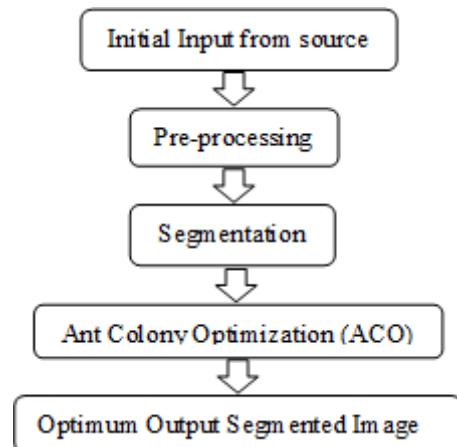 Initial Input from source
Pre-processing
Segmentation
Ant Colony Optimization (ACO)
Optimum Output Segmented Image